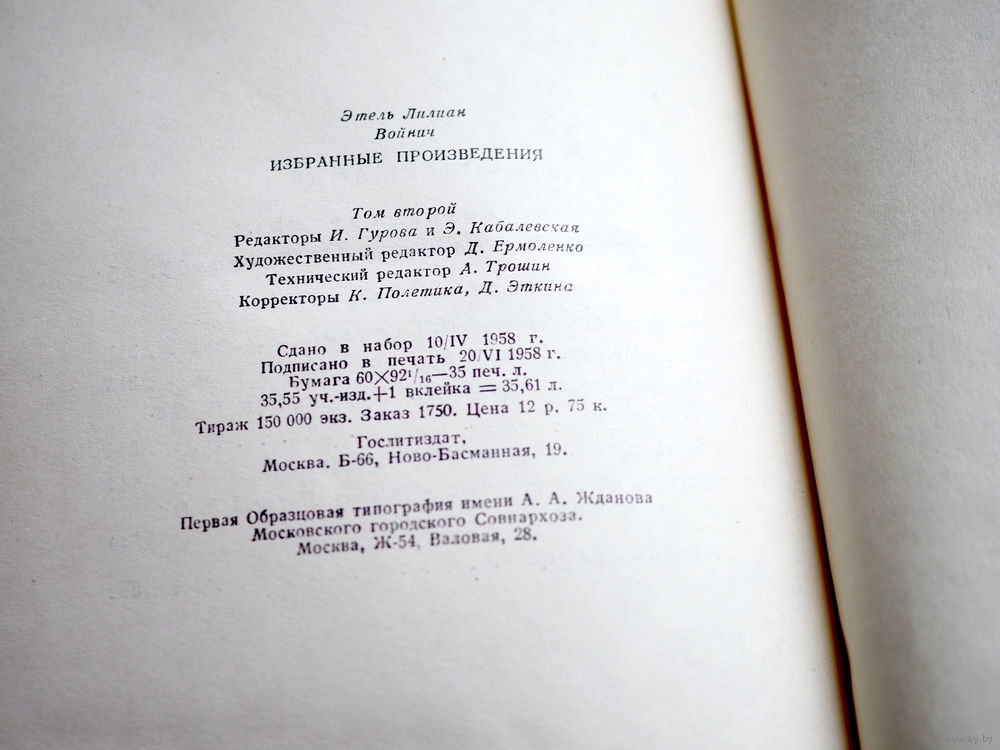 Этель Лилиан
Войнич
ИЗБРАННЫЕ ПРОИЗВЕДЕНИЯ
Том второй
Редакторы И. Гурова и Э. Кабалевская
Художественный редактор Д. Ермоленко
Технический редактор А. Трошин
Корректоры К. Полетика, Д. Эткина
Сдано в набор 10/IV 1958 г.
Подписано в печать 20/VI 1958 г.
Бумага 60×92¹/₁₆—35 печ. л.
35,55 уч.-изд.+1 вклейка = 35,61 л.
Тираж 150 000 экз. Заказ 1750. Цена 12 р. 75 к.
Гослитиздат,
Москва. Б-66, Ново-Басманная, 19.
Первая Образцовая типография имени А. А. Жданова
Московского городского Совнархоза.
Москва, Ж-54, Валовая, 28.
www.ay.by